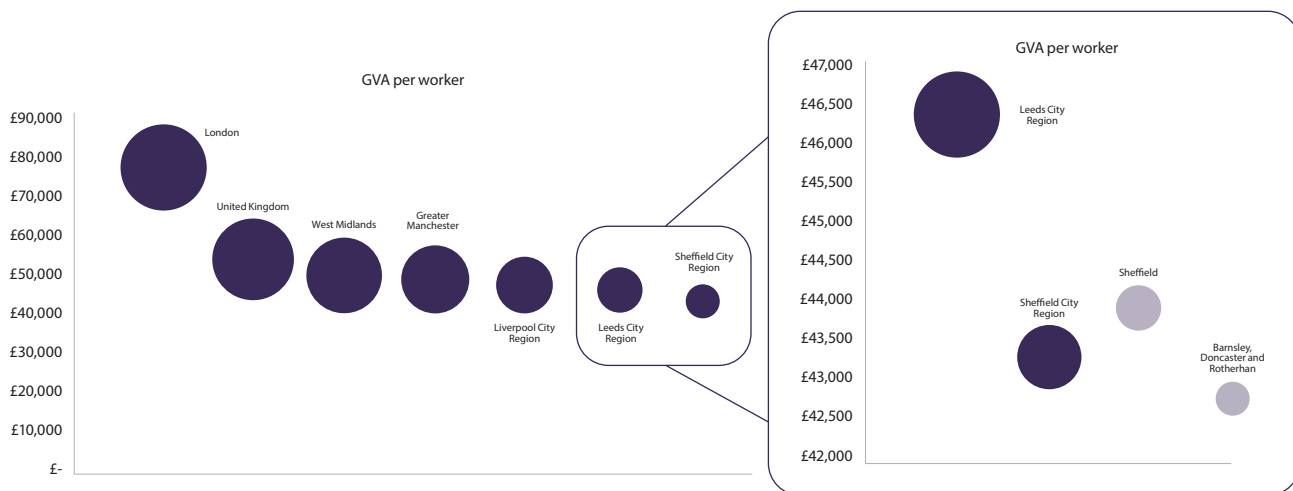 GVA per worker
£90,000
£80,000
£70,000
£60,000
£50,000
£40,000
£30,000
£20,000
£10,000
£-
London
United Kingdom
West Midlands
Greater
Manchester
Liverpool City
Region
Leeds City
Region
Sheffield City
Region
GVA per worker
£47,000
£46,500
£46,000
£45,500
£45,000
£44,500
£44,000
£43,500
£43,000
£42,500
£42,000
Leeds City
Region
Sheffield City
Region
Sheffield
Barnsley,
Doncaster and
Rotherhan